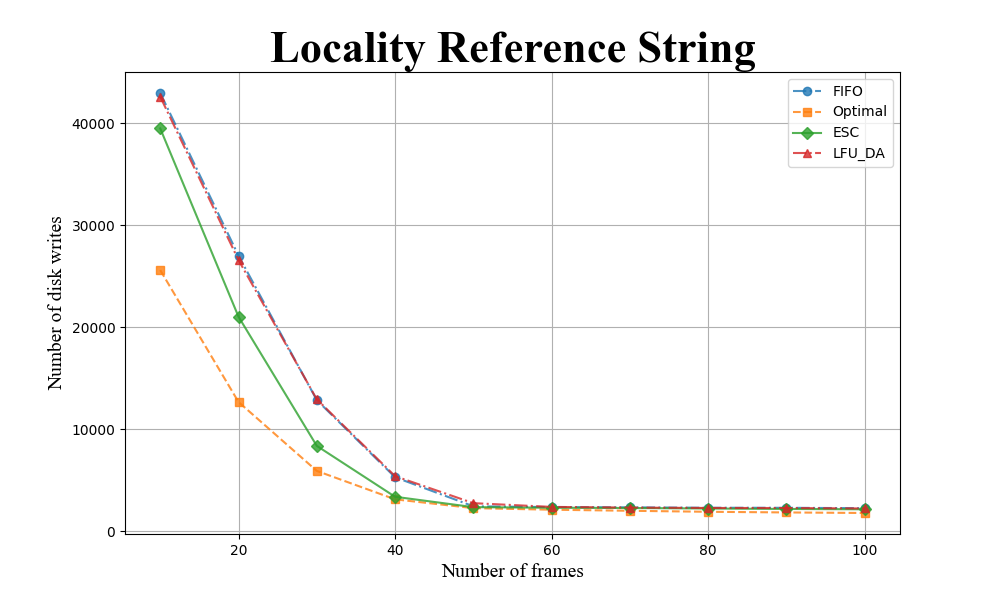 Locality Reference String
FIFO
Optimal
ESC
LFU_DA
Number of disk writes
40000
30000
20000
10000
0
20 40 60 80 100
Number of frames